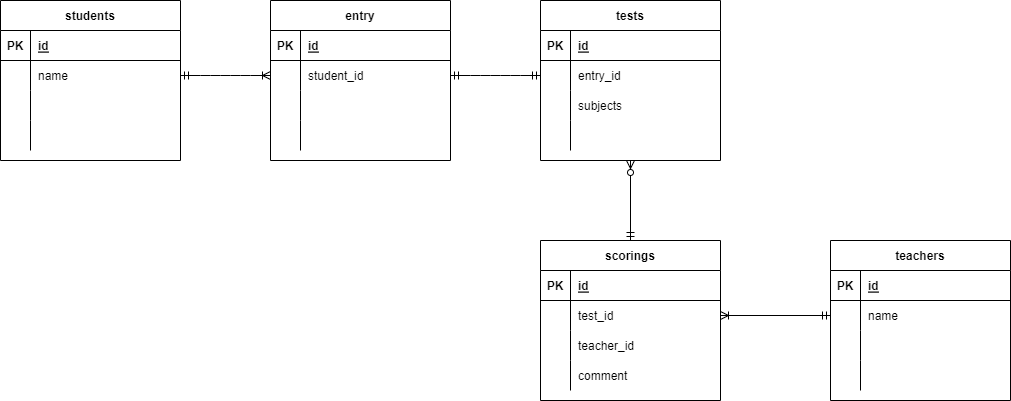 students
PK id
name
entry
PK id
student_id
tests
PK id
entry_id
subjects
scorings
PK id
test_id
teacher_id
comment
teachers
PK id
name